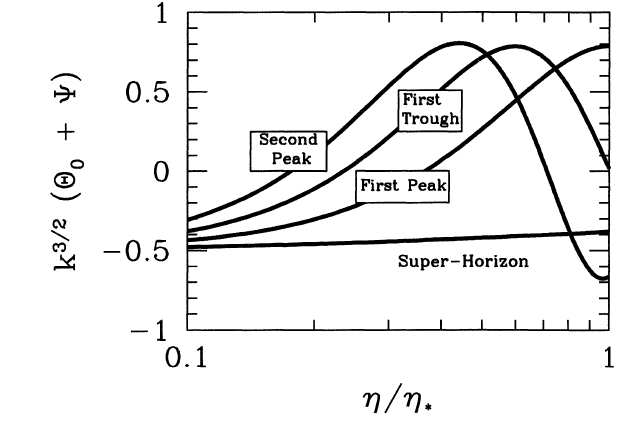 1
0.5
0
−0.5
−1
k^{3/2} (Θ_0 + Ψ)
Second
Peak
First
Trough
First Peak
Super−Horizon
0.1
1
η/η_*